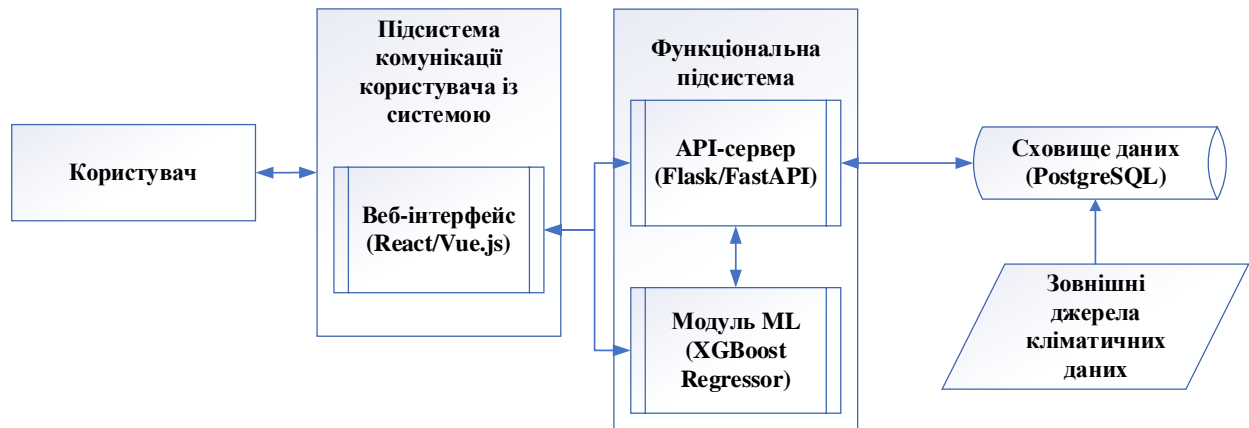 Користувач
Підсистема
комунікації
користувача із
системою
Веб-інтерфейс
(React/Vue.js)
Функціональна
підсистема
API-сервер
(Flask/FastAPI)
Модуль ML
(XGBoost
Regressor)
Сховище даних
(PostgreSQL)
Зовнішні
джерела
кліматичних
даних